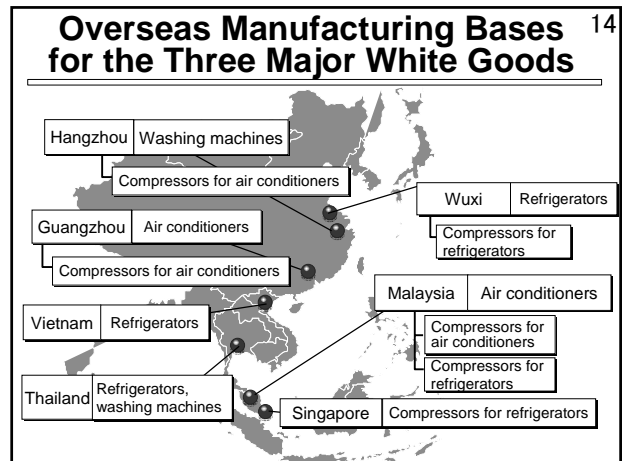 Overseas Manufacturing Bases
for the Three Major White Goods
14
Hangzhou Washing machines
Compressors for air conditioners
Wuxi Refrigerators
Compressors for
refrigerators
Guangzhou Air conditioners
Compressors for air conditioners
Malaysia Air conditioners
Compressors for
air conditioners
Compressors for
refrigerators
Vietnam Refrigerators
Thailand Refrigerators,
washing machines
Singapore Compressors for refrigerators